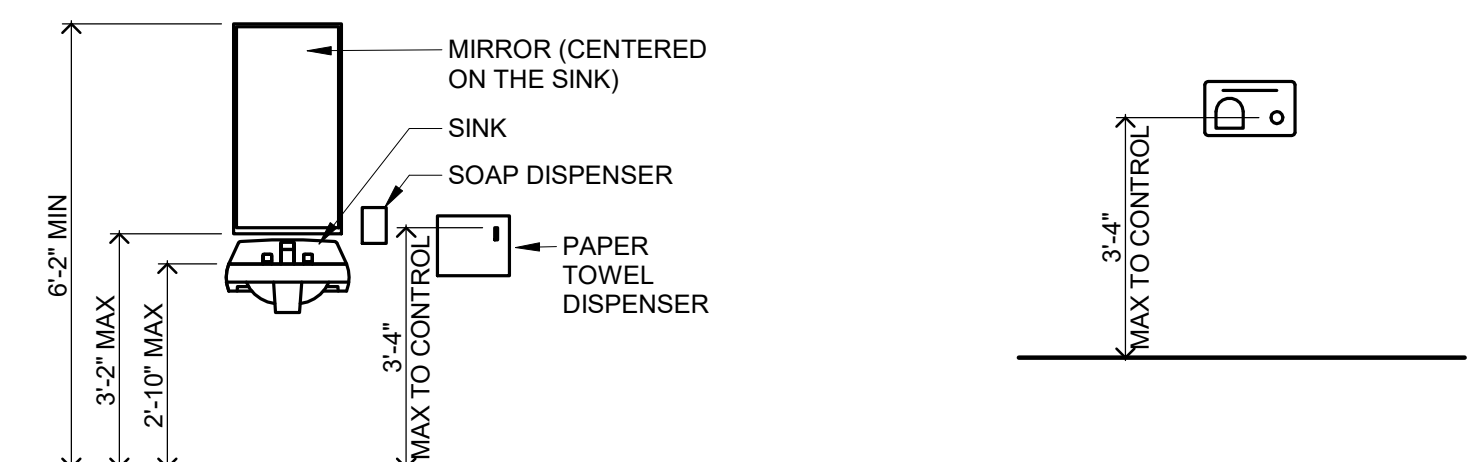 MIRROR (CENTERED
ON THE SINK)
SINK
SOAP DISPENSER
PAPER
TOWEL
DISPENSER
6'-2" MIN
3'-2" MAX
2'-10" MAX
3'-4"
MAX TO CONTROL
3'-4"
MAX TO CONTROL